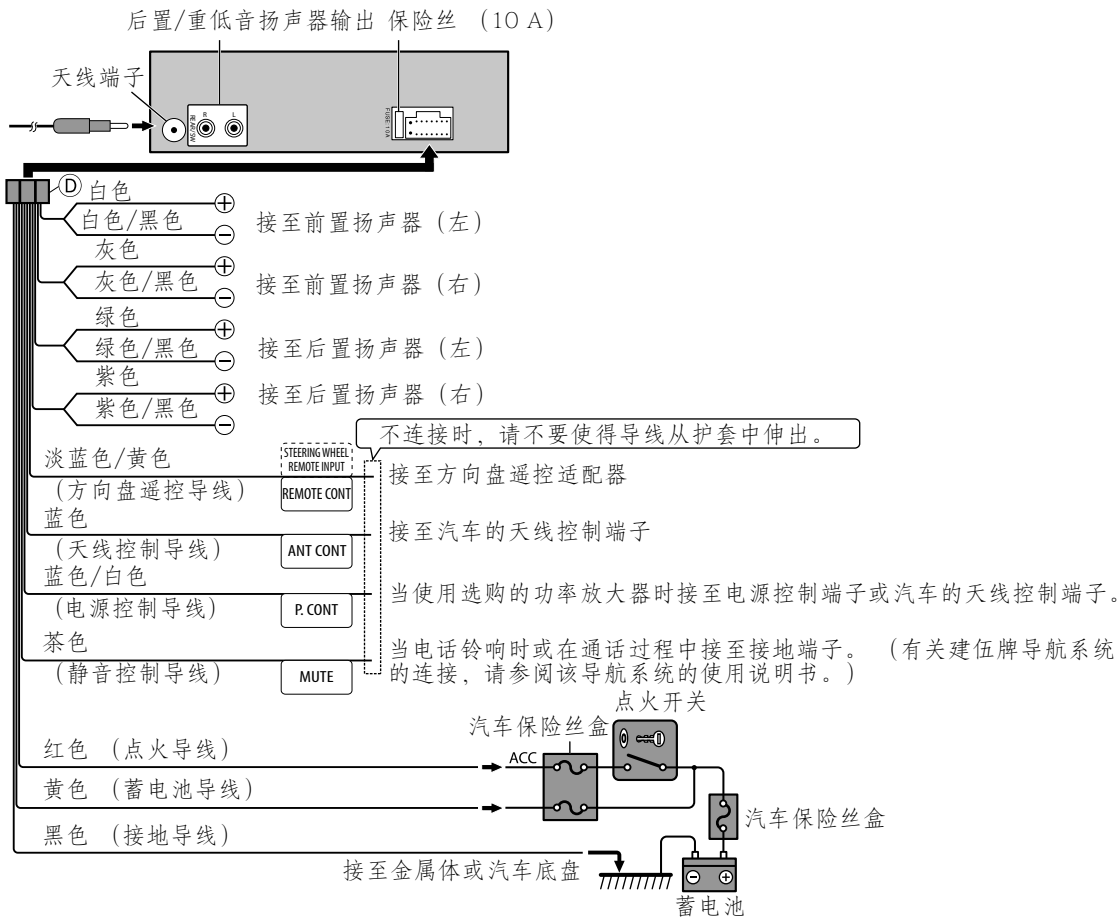 后置/重低音扬声器输出 保险丝 （10 A）
天线端子
REAR/SW
R
L
FUSE:10A
D
白色
白色/黑色
接至前置扬声器（左）
灰色
灰色/黑色
接至前置扬声器（右）
绿色
绿色/黑色
接至后置扬声器（左）
紫色
紫色/黑色
接至后置扬声器（右）
不连接时，请不要使得导线从护套中伸出。
淡蓝色/黄色
（方向盘遥控导线）
STEERING WHEEL
REMOTE INPUT
REMOTE CONT
接至方向盘遥控适配器
蓝色
（天线控制导线）
ANT CONT
接至汽车的天线控制端子
蓝色/白色
（电源控制导线）
P. CONT
当使用选购的功率放大器时接至电源控制端子或汽车的天线控制端子。
茶色
（静音控制导线）
MUTE
当电话铃响时或在通话过程中接至接地端子。（有关建伍牌导航系统
的连接，请参阅该导航系统的使用说明书。）
点火开关
汽车保险丝盒
红色 （点火导线）
ACC
黄色 （蓄电池导线）
汽车保险丝盒
黑色 （接地导线）
接至金属体或汽车底盘
蓄电池